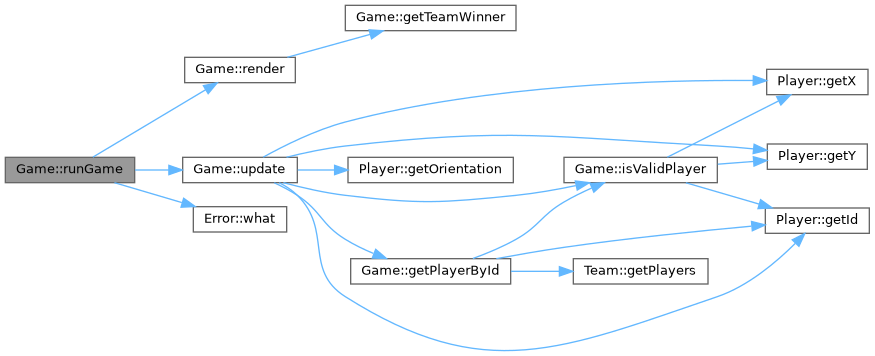 Game::getTeamWinner
Game::render
Player::getX
Player::getY
Game::runGame
Game::update
Player::getOrientation
Game::isValidPlayer
Error::what
Player::getId
Game::getPlayerById
Team::getPlayers